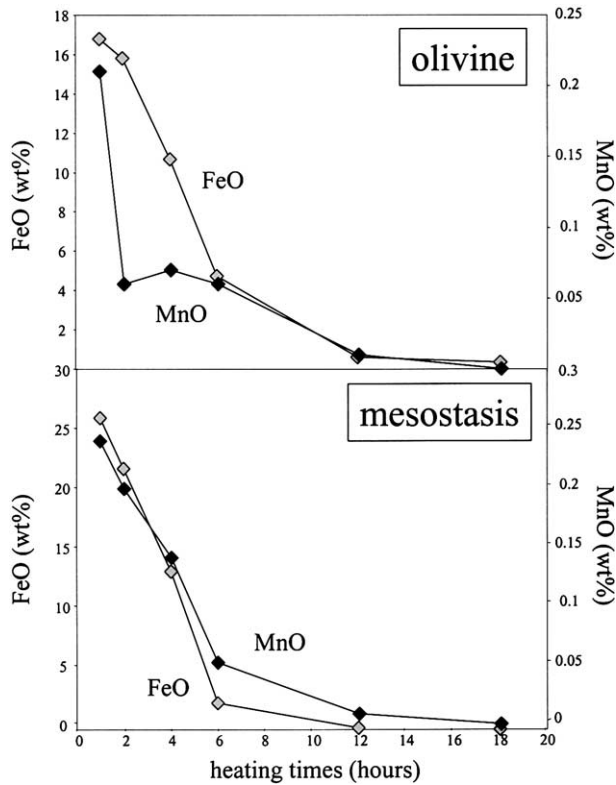 18
16
14
12
10
8
6
4
2
30
FeO (wt%)
olivine
FeO
MnO
0.25
0.2
0.15
0.1
0.05
0.3
MnO (wt%)
25
20
15
10
5
0
FeO (wt%)
mesostasis
MnO
FeO
0.25
0.2
0.15
0.1
0.05
0
MnO (wt%)
0 2 4 6 8 10 12 14 16 18 20
heating times (hours)